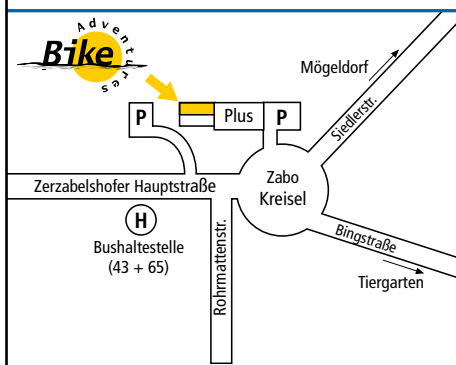 Bike Adventures
Mögeldorf
Siedlerstr.
P
Plus
P
Zerzabelshofer Hauptstraße
Zabo
Kreisel
H
Bushaltestelle
(43 + 65)
Rohrmattenstr.
Bingstraße
Tiergarten